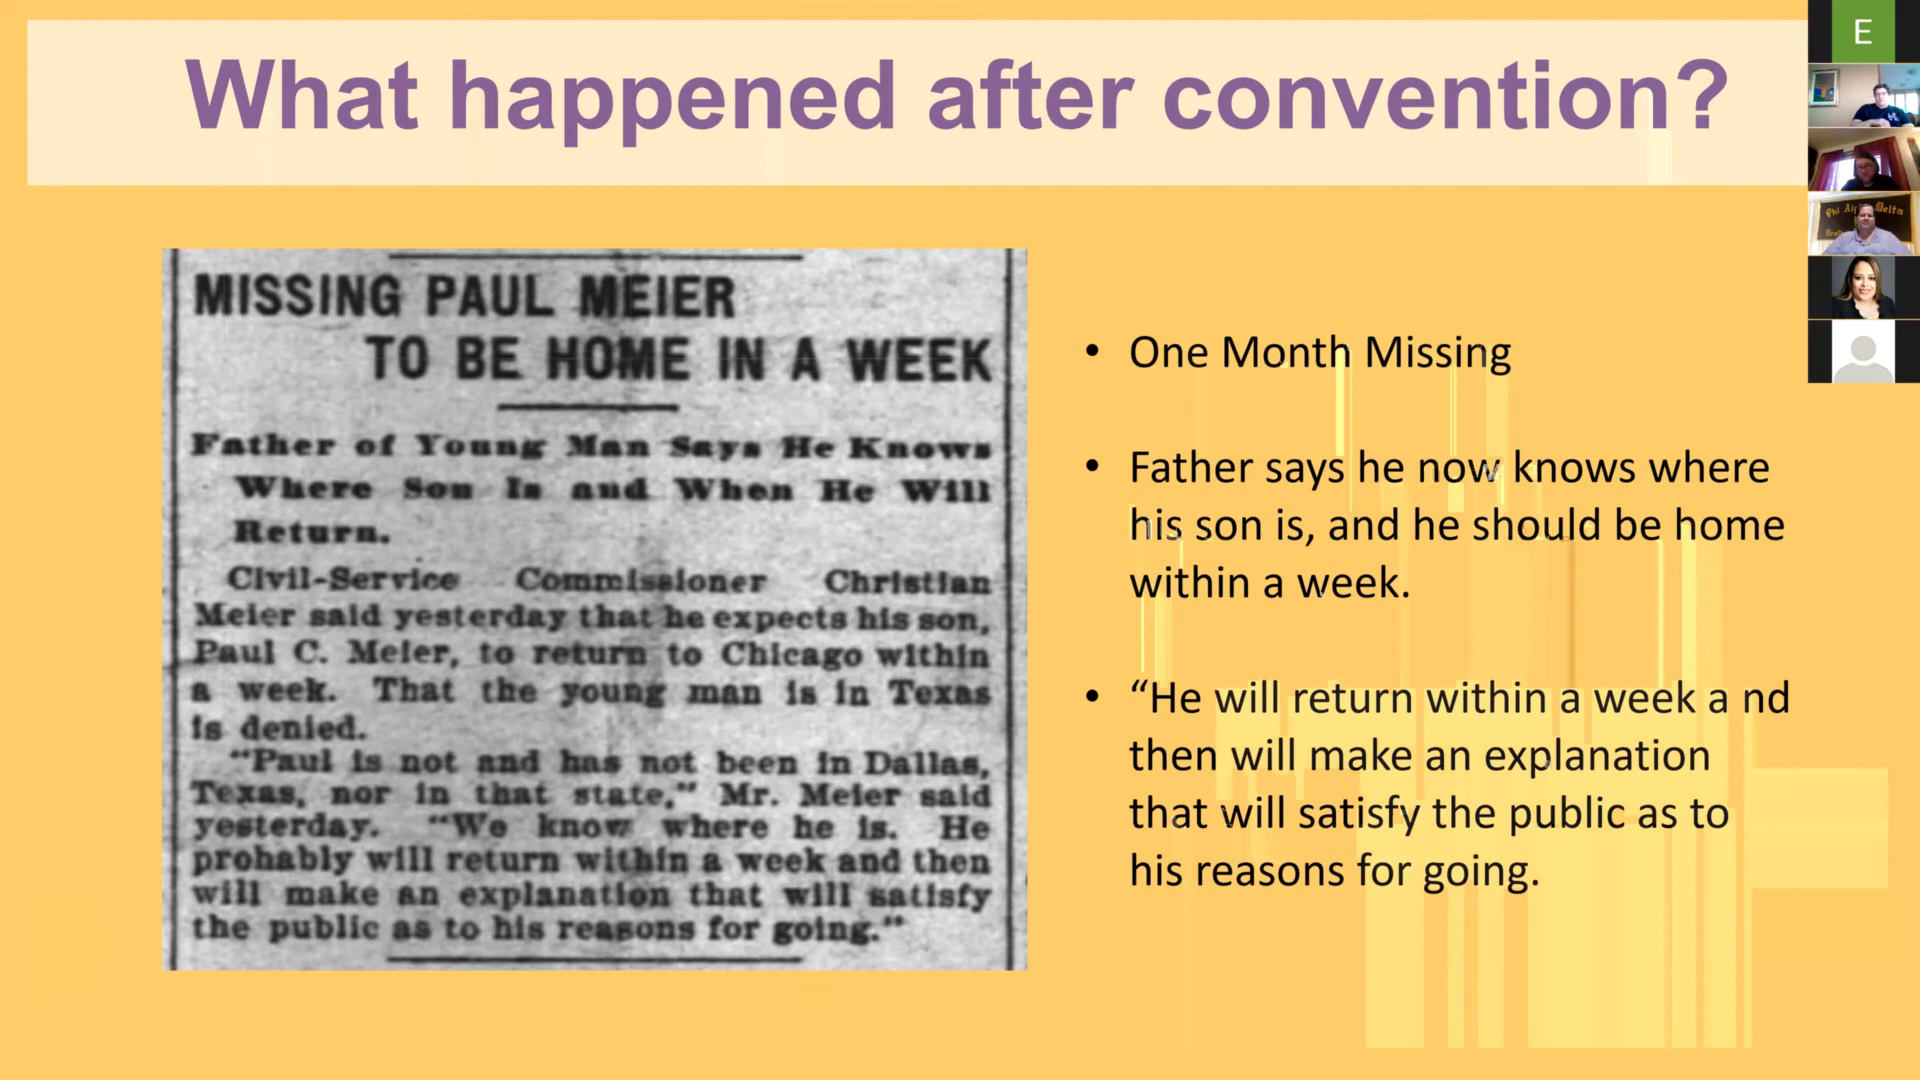 What happened after convention?
MISSING PAUL MEIER
TO BE HOME IN A WEEK
Father of Young Man Says He Knows
Where Son Is and When He Will
Return.
Civil-Service Commissioner Christian
Meier said yesterday that he expects his son,
Paul C. Meier, to return to Chicago within
a week. That the young man is in Texas
is denied.
"Paul is not and has not been in Dallas,
Texas, nor in that state," Mr. Meier said
yesterday. "We know where he is. He
probably will return within a week and then
will make an explanation that will satisfy
the public as to his reasons for going."
• One Month Missing
• Father says he now knows where
his son is, and he should be home
within a week.
• “He will return within a week a nd
then will make an explanation
that will satisfy the public as to
his reasons for going.
E
Phi Al Delta